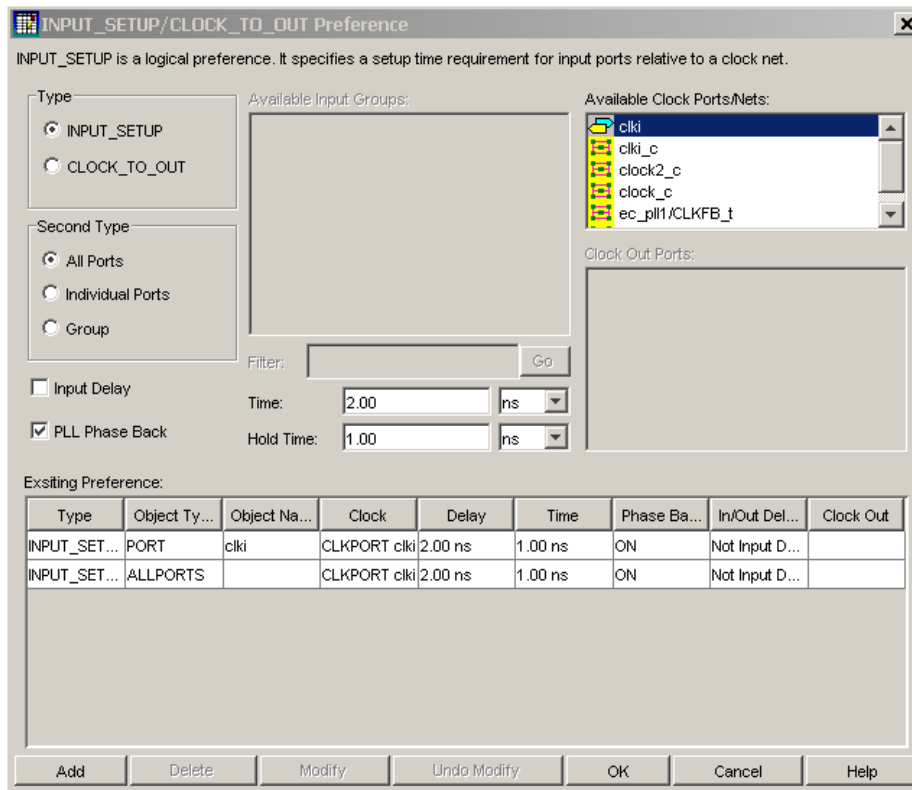 INPUT_SETUP/CLOCK_TO_OUT Preference
INPUT_SETUP is a logical preference. It specifies a setup time requirement for input ports relative to a clock net.
Type
INPUT_SETUP
CLOCK_TO_OUT
Second Type
All Ports
Individual Ports
Group
Input Delay
PLL Phase Back
Available Input Groups:
Filter:
Go
Time: 2.00 ns
Hold Time: 1.00 ns
Available Clock Ports/Nets:
clki
clki_c
clock2_c
clock_c
ec_pll1/CLKFB_t
Clock Out Ports:
Exsiting Preference:
Type Object Ty... Object Na... Clock Delay Time Phase Ba... In/Out Del... Clock Out
INPUT_SET... PORT clki CLKPORT clki 2.00 ns 1.00 ns ON Not Input D...
INPUT_SET... ALLPORTS CLKPORT clki 2.00 ns 1.00 ns ON Not Input D...
Add Delete Modify Undo Modify OK Cancel Help